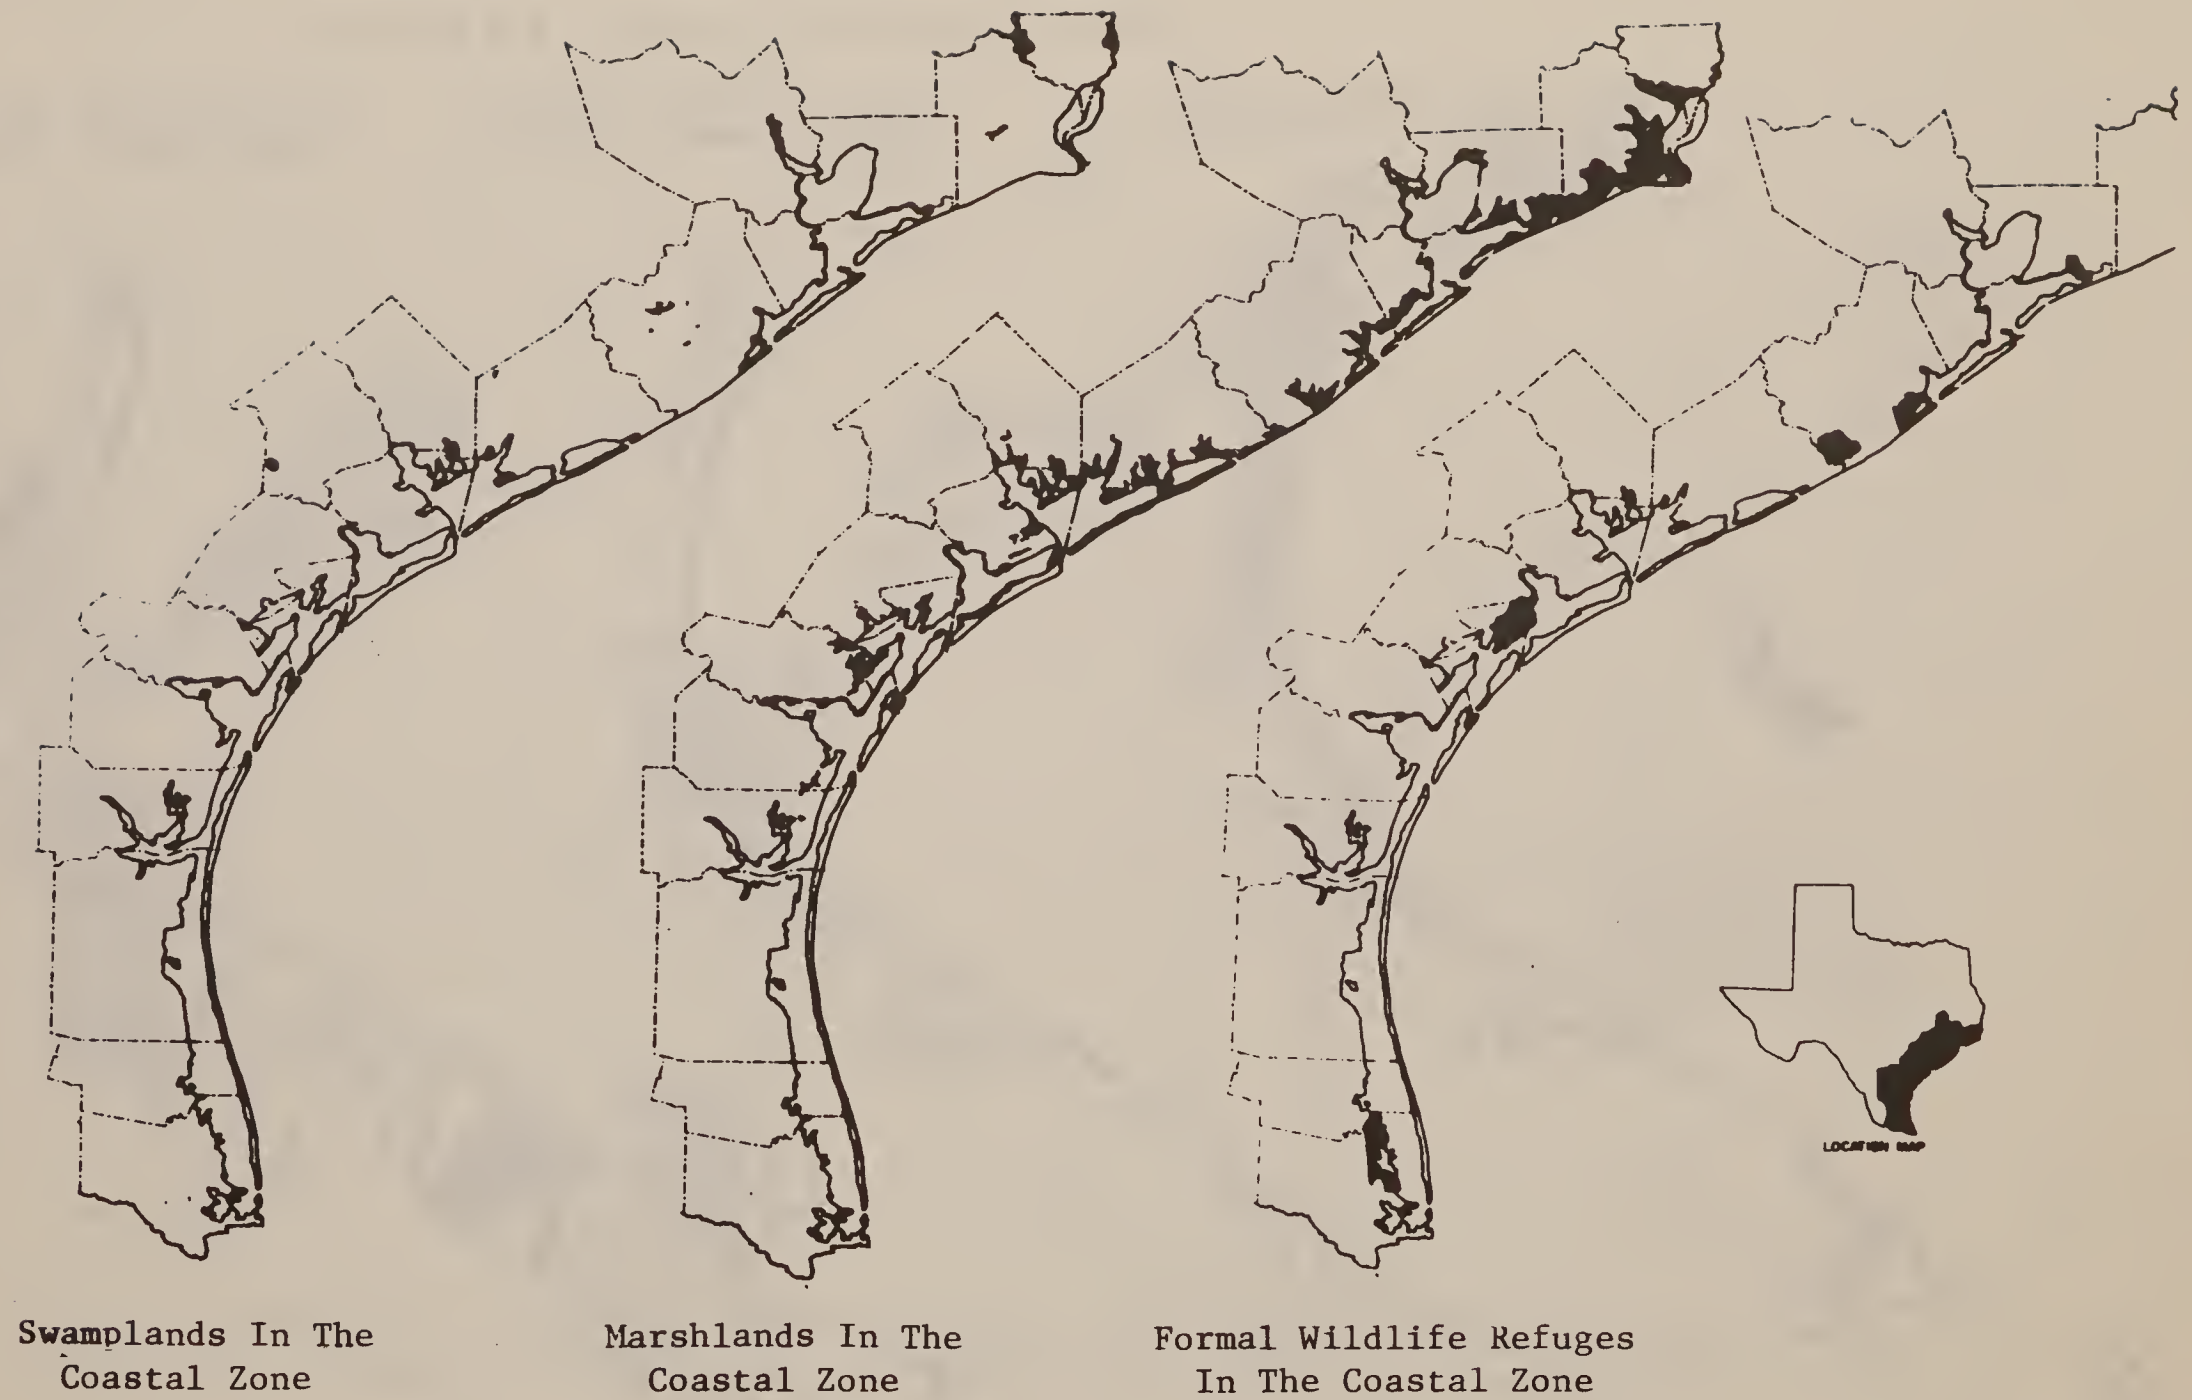 LOCATION MAP
Swamplands In The
Coastal Zone
Marshlands In The
Coastal Zone
Formal Wildlife Refuges
In The Coastal Zone